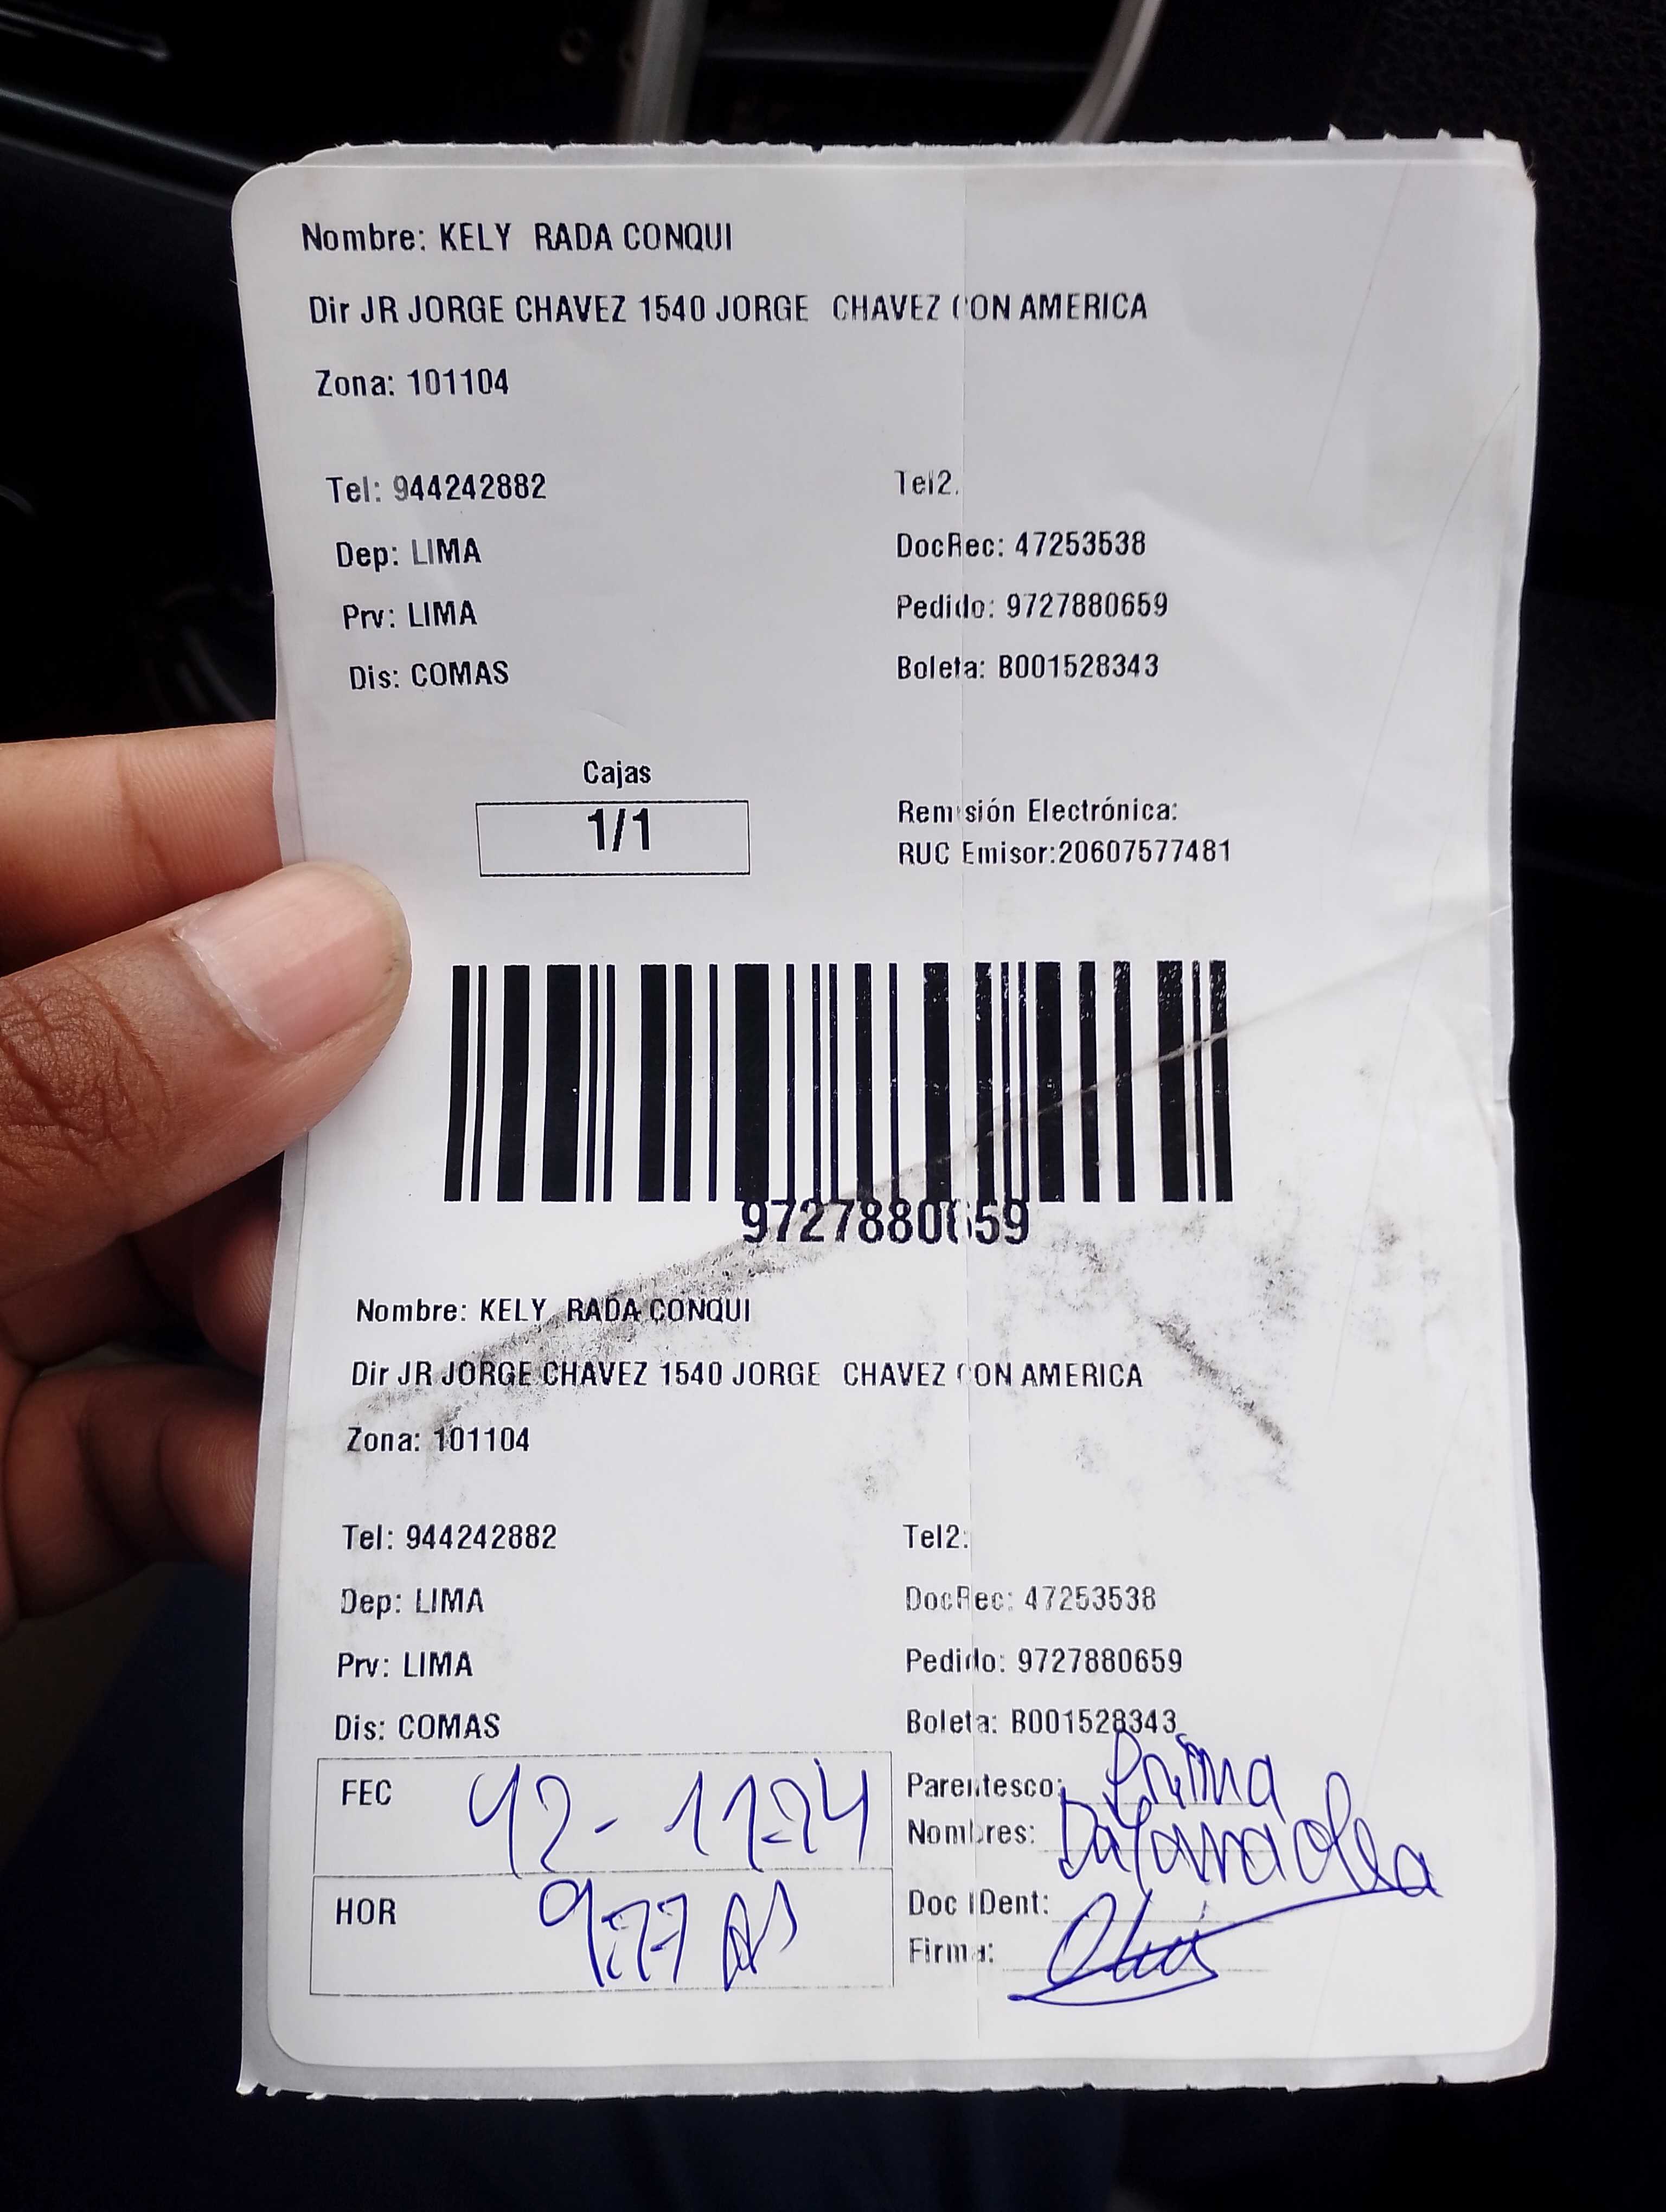 Nombre: KELY RADA CONQUI
Dir JR JORGE CHAVEZ 1540 JORGE CHAVEZ CON AMERICA
Zona: 101104
Tel: 944242882 Tel2:
Dep: LIMA DocRec: 47253538
Prv: LIMA Pedido: 9727880659
Dis: COMAS Boleta: B001528343
Cajas
1/1
Remisión Electrónica:
RUC Emisor:20607577481
9727880659
Nombre: KELY RADA CONQUI
Dir JR JORGE CHAVEZ 1540 JORGE CHAVEZ CON AMERICA
Zona: 101104
Tel: 944242882 Tel2:
Dep: LIMA DocRec: 47253538
Prv: LIMA Pedido: 9727880659
Dis: COMAS Boleta: B001528343
FEC
Parentesco: Prima
Nombres: Dayana Olea
HOR
Doc IDent:
Firma: